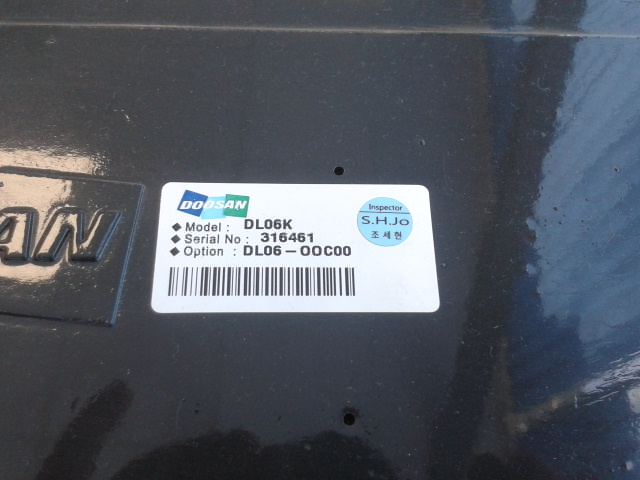 DOOSAN
◆ Model : DL06K
◆ Serial No : 316461
◆ Option : DL06-OOC00
Inspector
S.H.Jo
조세현